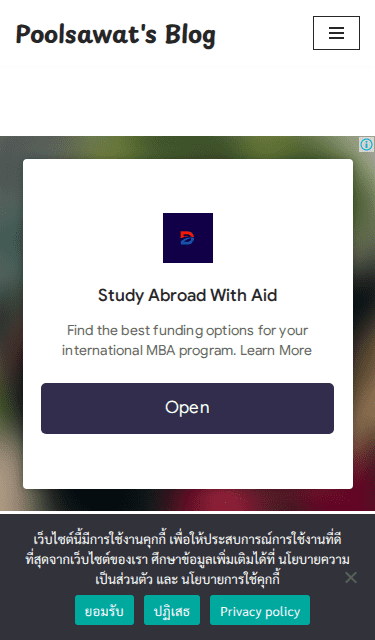 Poolsawat's Blog
Study Abroad With Aid
Find the best funding options for your
international MBA program. Learn More
Open
เว็บไซต์นี้มีการใช้งานคุกกี้ เพื่อให้ประสบการณ์การใช้งานที่ดี
ที่สุดจากเว็บไซต์ของเรา ศึกษาข้อมูลเพิ่มเติมได้ที่ นโยบายความ
เป็นส่วนตัว และ นโยบายการใช้คุกกี้
ยอมรับ ปฏิเสธ Privacy policy